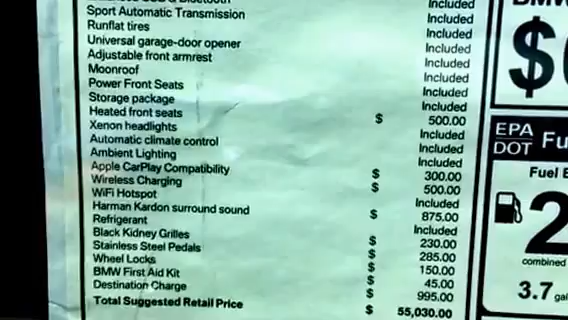 Bluetooth
Sport Automatic Transmission Included
Runflat tires Included
Universal garage-door opener Included
Adjustable front armrest Included
Moonroof Included
Power Front Seats Included
Storage package Included
Heated front seats $ 500.00
Xenon headlights Included
Automatic climate control Included
Ambient Lighting Included
Apple CarPlay Compatibility $ 300.00
Wireless Charging $ 500.00
WiFi Hotspot Included
Harman Kardon surround sound $ 875.00
Refrigerant Included
Black Kidney Grilles $ 230.00
Stainless Steel Pedals $ 285.00
Wheel Locks $ 150.00
BMW First Aid Kit $ 45.00
Destination Charge $ 995.00
Total Suggested Retail Price $ 55,030.00
BMW
$
EPA
DOT Fu
Fuel E
2
combined
3.7 gal